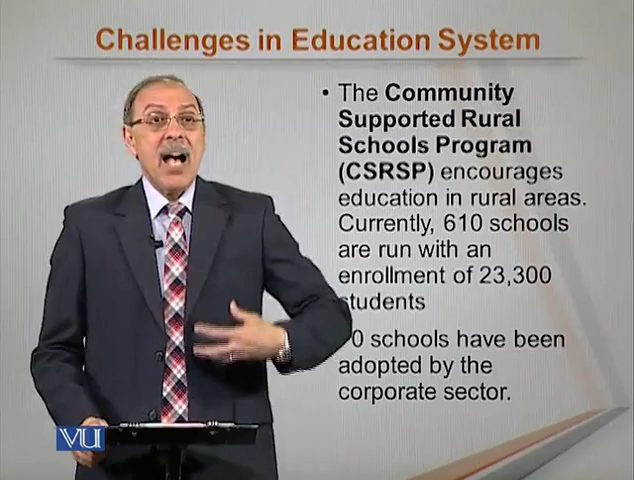 Challenges in Education System
• The Community
Supported Rural
Schools Program
(CSRSP) encourages
education in rural areas.
Currently, 610 schools
are run with an
enrollment of 23,300
students
0 schools have been
adopted by the
corporate sector.
VU